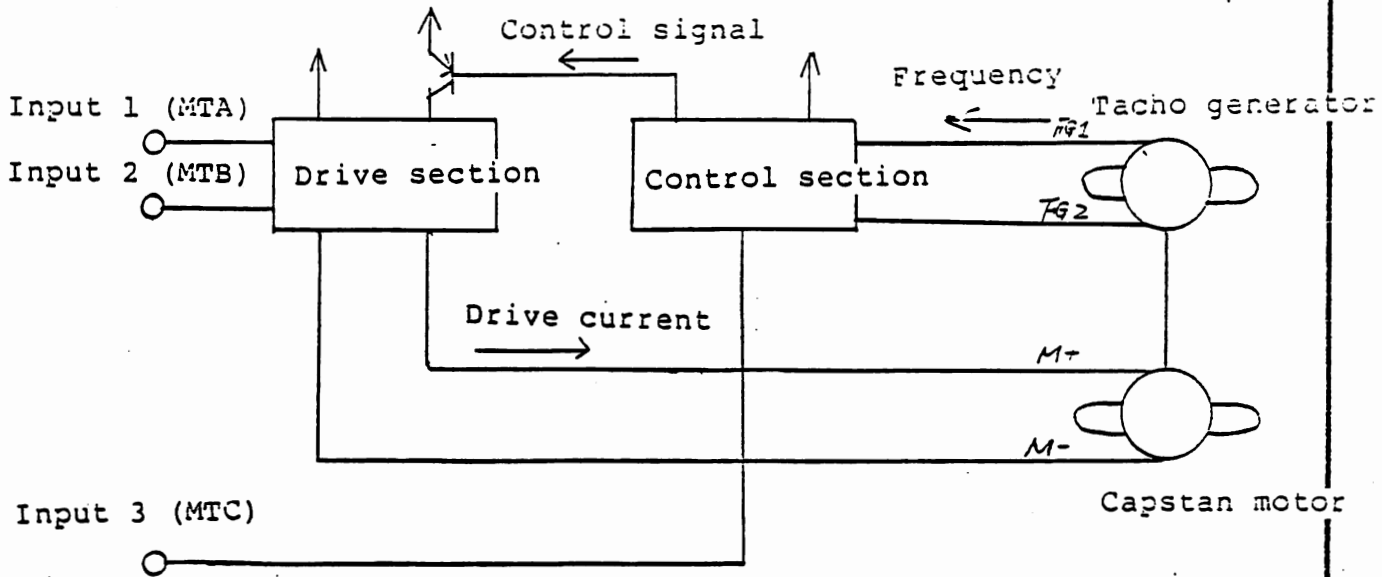 Control signal
Frequency
Input 1 (MTA)
Tacho generator
FG1
Input 2 (MTB)
Drive section
Control section
FG2
Drive current
M+
M-
Capstan motor
Input 3 (MTC)